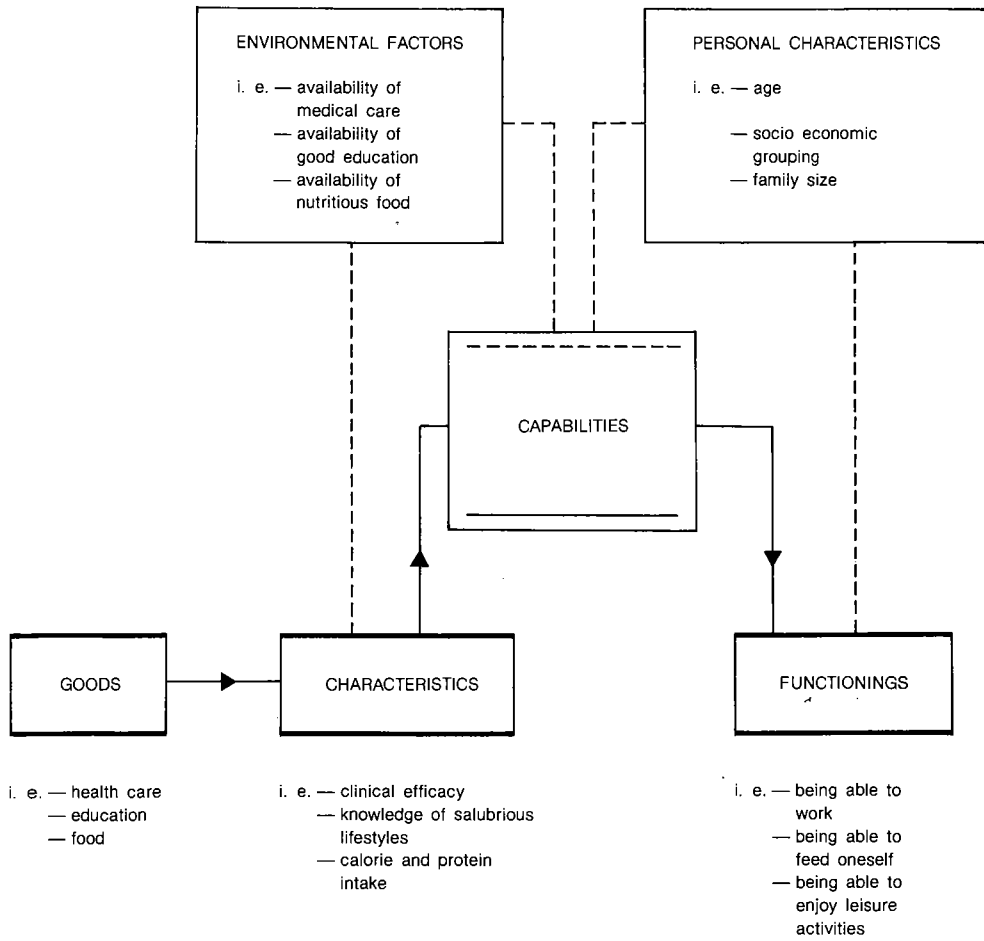 ENVIRONMENTAL FACTORS
i. e. — availability of
medical care
— availability of
good education
— availability of
nutritious food
PERSONAL CHARACTERISTICS
i. e. — age
— socio economic
grouping
— family size
CAPABILITIES
GOODS
CHARACTERISTICS
FUNCTIONINGS
i. e. — health care
— education
— food
i. e. — clinical efficacy
— knowledge of salubrious
lifestyles
— calorie and protein
intake
i. e. — being able to
work
— being able to
feed oneself
— being able to
enjoy leisure
activities